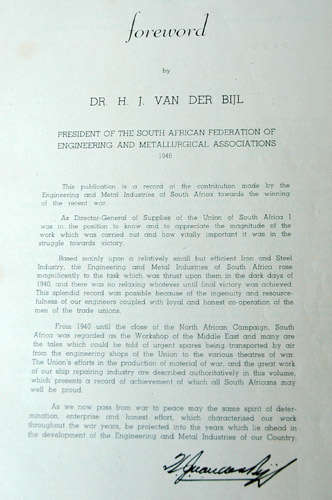 foreword
by
DR. H. J. VAN DER BIJL
PRESIDENT OF THE SOUTH AFRICAN FEDERATION OF
ENGINEERING AND METALLURGICAL ASSOCIATIONS
This publication is a record of the contribution made by the
Engineering and Metal Industries of South Africa towards the winning
of the recent war.
As Director-General of Supplies of the Union of South Africa I
was in the position to know and to appreciate the magnitude of the
work which was carried out and how vitally important it was in the
struggle towards victory.
Based mainly upon a relatively small but efficient Iron and Steel
Industry, the Engineering and Metal Industries of South Africa rose
magnificently to the task which was thrust upon them in the dark days of
1940, and there was no relaxing whatever until final victory was achieved.
This splendid record was possible because of the ingenuity and resource-
fulness of our engineers coupled with loyal and honest co-operation of the
men of the trade unions.
From 1940 until the close of the North African Campaign, South
Africa was regarded as the Workshop of the Middle East and many are
the tales which could be told of urgent spares being transported by air
from the engineering shops of the Union to the various theatres of war.
The Union's efforts in the production of material of war, and the great work
of our ship repairing industry are described authoritatively in this volume,
which presents a record of achievement of which all South Africans may
well be proud.
As we now pass from war to peace may the same spirit of deter-
mination, enterprise and honest effort, which characterised our work
throughout the war years, be projected into the years which lie ahead in
the development of the Engineering and Metal Industries of our Country.